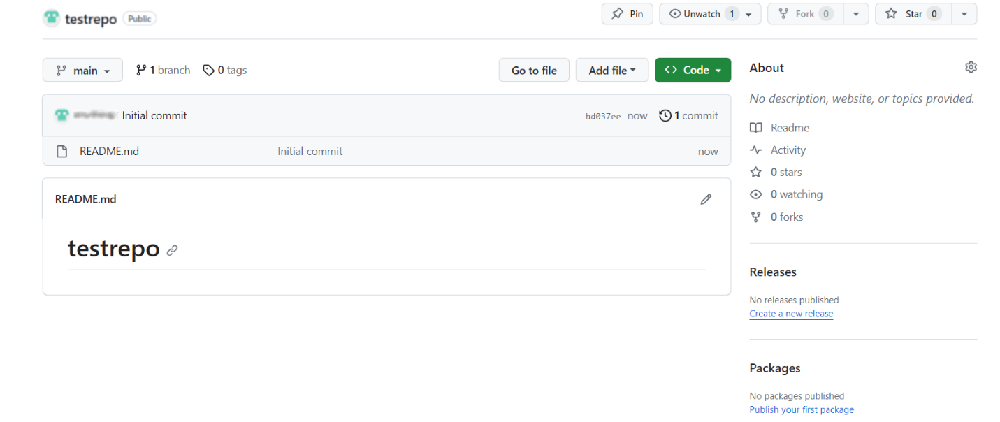 testrepo Public Pin Unwatch 1 Fork 0 Star 0
main 1 branch 0 tags Go to file Add file Code
Initial commit bd037ee now 1 commit
README.md Initial commit now
README.md
testrepo
About
No description, website, or topics provided.
Readme
Activity
0 stars
0 watching
0 forks
Releases
No releases published
Create a new release
Packages
No packages published
Publish your first package